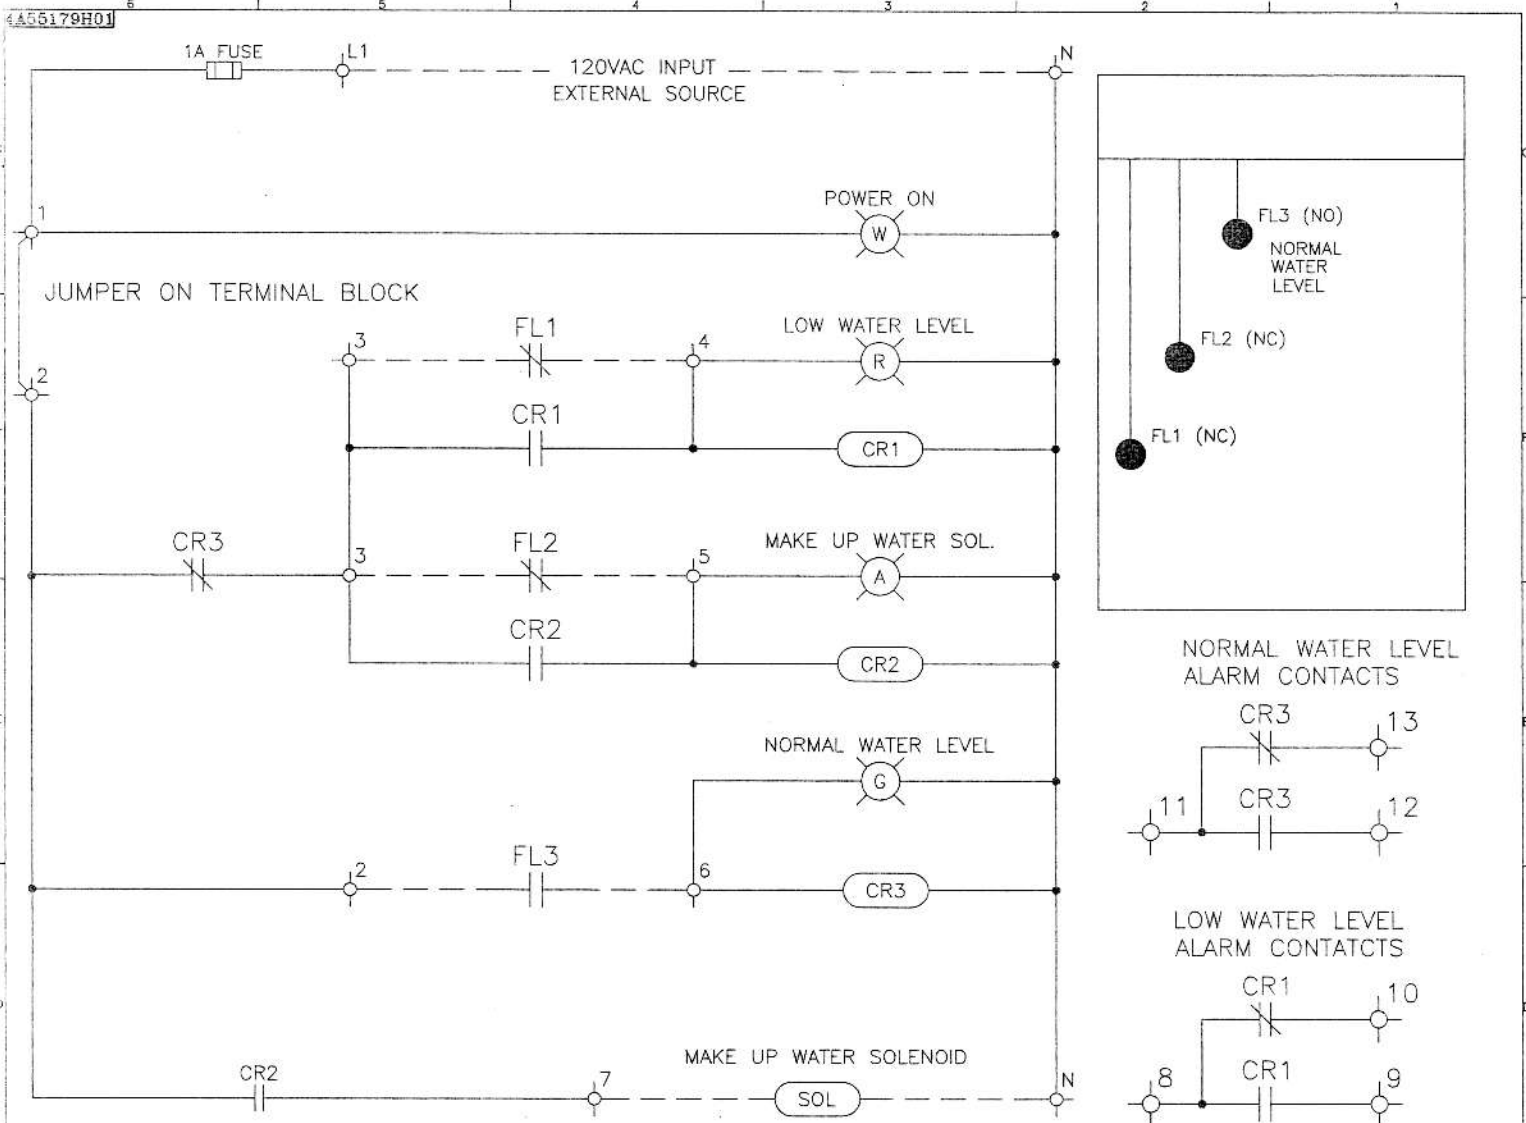 6 5 4 3 2 1
4A55179H01
1A FUSE
L1
120VAC INPUT
EXTERNAL SOURCE
N
1
POWER ON
W
JUMPER ON TERMINAL BLOCK
2
3
FL1
4
LOW WATER LEVEL
R
CR1
CR1
CR3
3
FL2
5
MAKE UP WATER SOL.
A
CR2
CR2
NORMAL WATER LEVEL
G
2
FL3
6
CR3
CR2
7
MAKE UP WATER SOLENOID
SOL
N
FL3 (NO)
NORMAL
WATER
LEVEL
FL2 (NC)
FL1 (NC)
NORMAL WATER LEVEL
ALARM CONTACTS
CR3
13
11
CR3
12
LOW WATER LEVEL
ALARM CONTATCTS
CR1
10
8
CR1
9